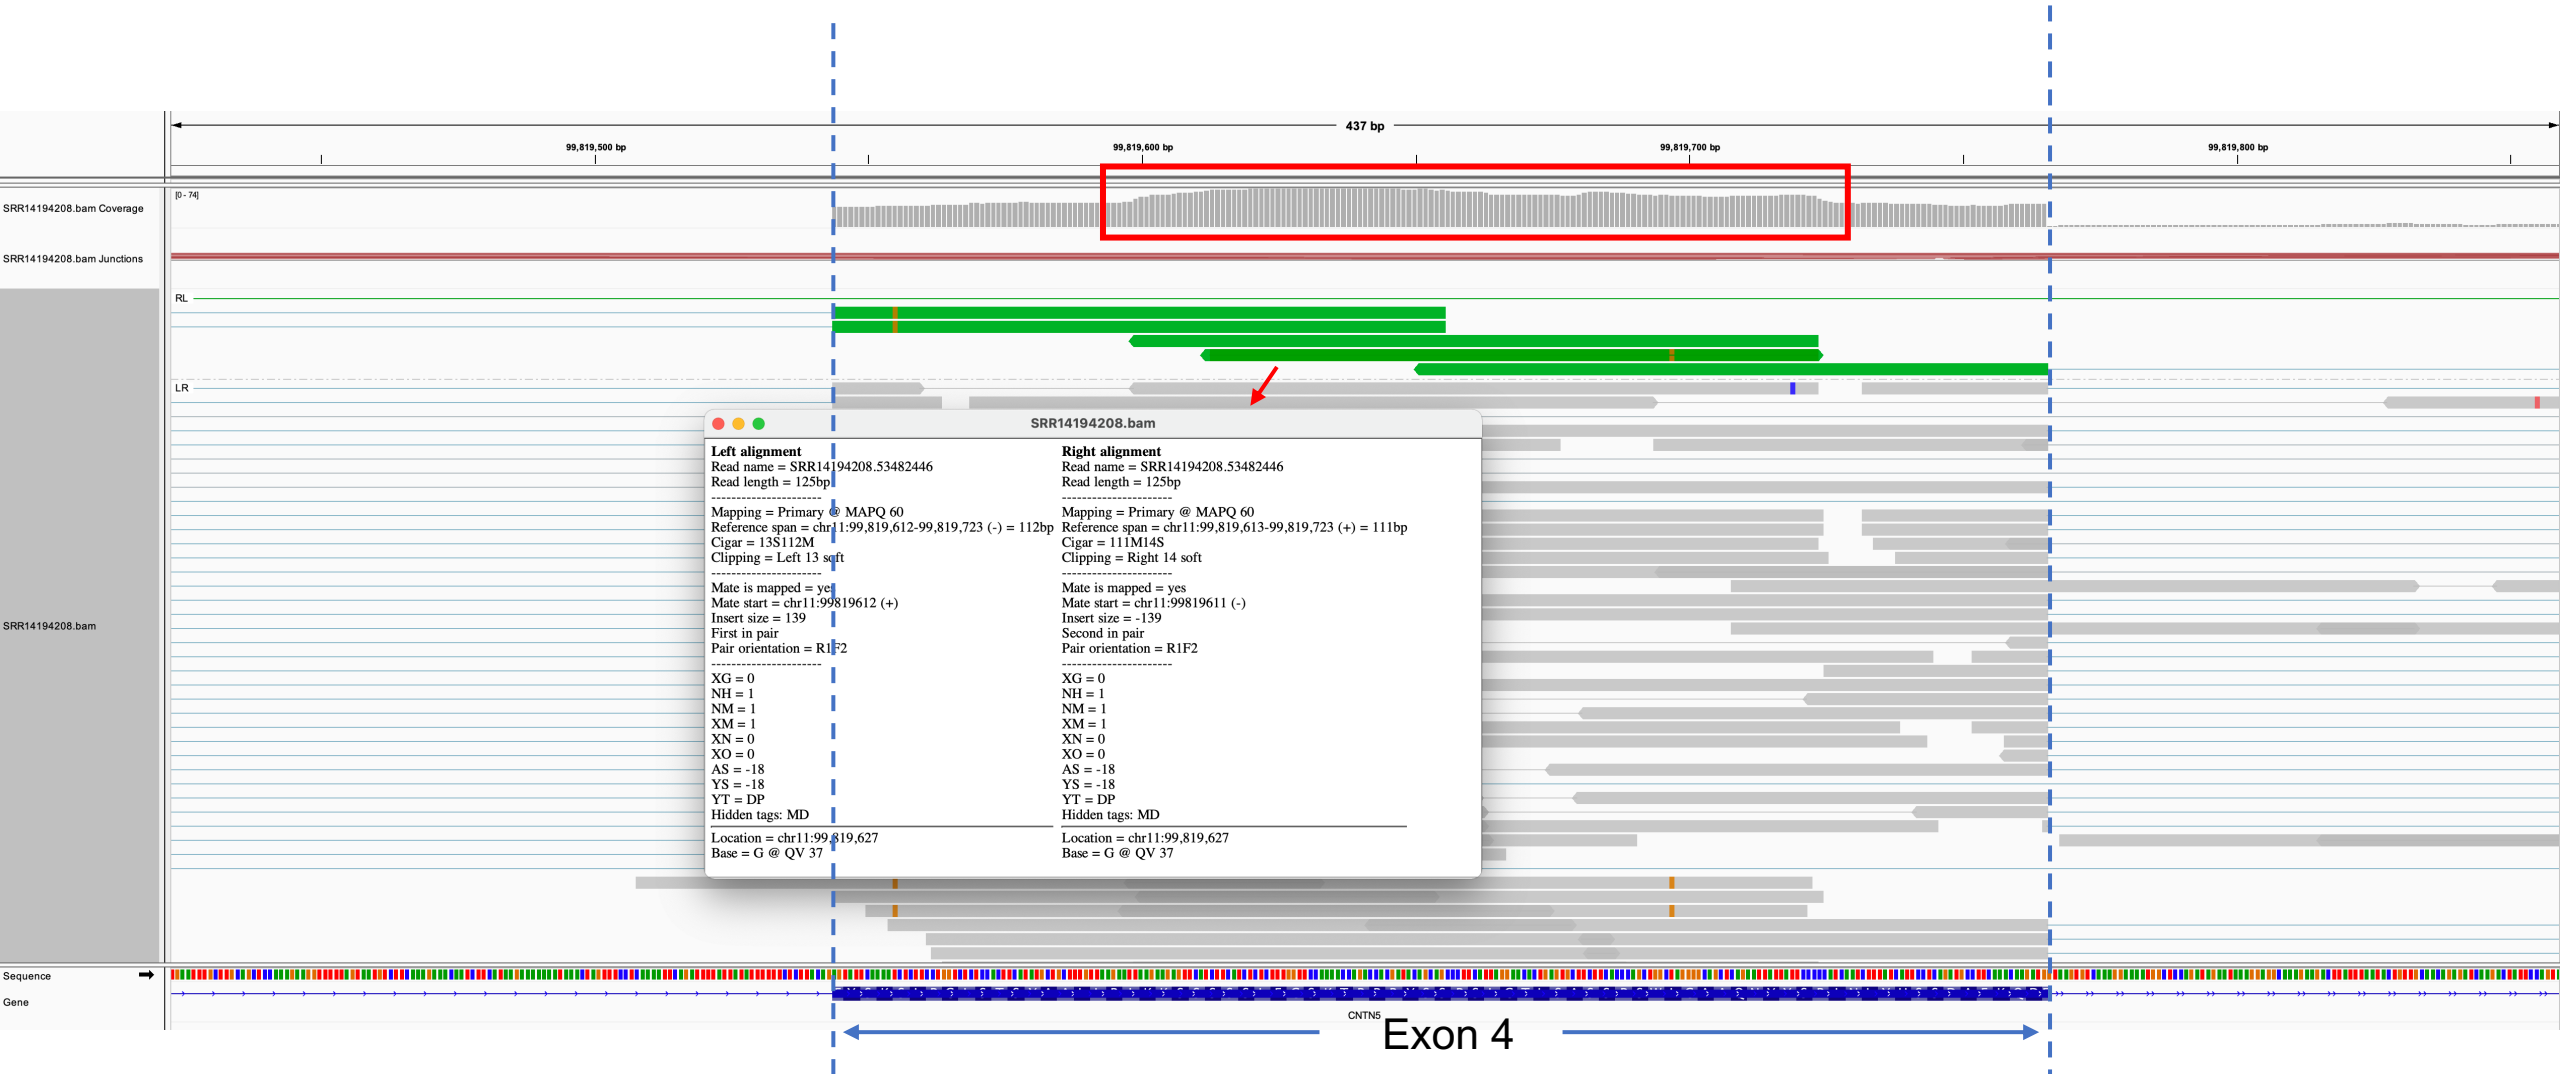 437 bp
99,819,500 bp 99,819,600 bp 99,819,700 bp 99,819,800 bp
[0 - 74]
SRR14194208.bam Coverage
SRR14194208.bam Junctions
RL
LR
SRR14194208.bam
Left alignment Right alignment
Read name = SRR14194208.53482446 Read name = SRR14194208.53482446
Read length = 125bp Read length = 125bp
---------------------- ----------------------
Mapping = Primary @ MAPQ 60 Mapping = Primary @ MAPQ 60
Reference span = chr11:99,819,612-99,819,723 (-) = 112bp Reference span = chr11:99,819,613-99,819,723 (+) = 111bp
Cigar = 13S112M Cigar = 111M14S
Clipping = Left 13 soft Clipping = Right 14 soft
---------------------- ----------------------
Mate is mapped = yes Mate is mapped = yes
Mate start = chr11:99819612 (+) Mate start = chr11:99819611 (-)
Insert size = 139 Insert size = -139
First in pair Second in pair
Pair orientation = R1F2 Pair orientation = R1F2
---------------------- ----------------------
XG = 0 XG = 0
NH = 1 NH = 1
NM = 1 NM = 1
XM = 1 XM = 1
XN = 0 XN = 0
XO = 0 XO = 0
AS = -18 AS = -18
YS = -18 YS = -18
YT = DP YT = DP
Hidden tags: MD Hidden tags: MD
Location = chr11:99,819,627 Location = chr11:99,819,627
Base = G @ QV 37 Base = G @ QV 37
SRR14194208.bam
Sequence
Gene
CNTN5
Exon 4